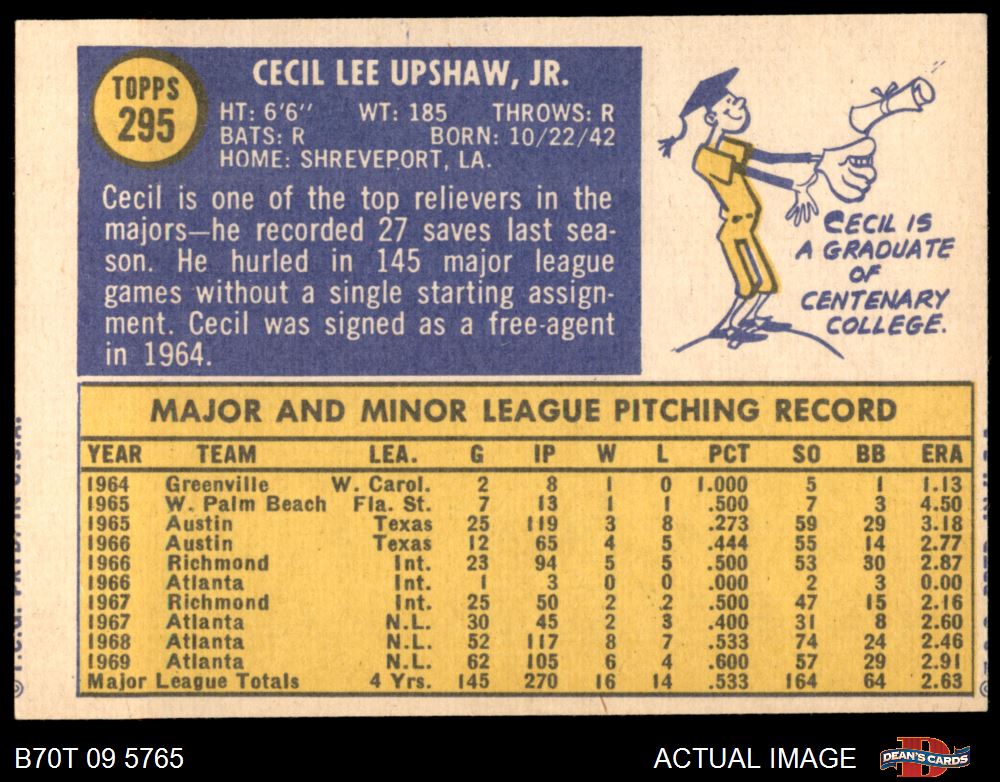 TOPPS
295
CECIL LEE UPSHAW, JR.
HT: 6'6" WT: 185 THROWS: R
BATS: R BORN: 10/22/42
HOME: SHREVEPORT, LA.
Cecil is one of the top relievers in the
majors—he recorded 27 saves last sea-
son. He hurled in 145 major league
games without a single starting assign-
ment. Cecil was signed as a free-agent
in 1964.
CECIL IS
A GRADUATE
OF
CENTENARY
COLLEGE.
MAJOR AND MINOR LEAGUE PITCHING RECORD
YEAR TEAM LEA. G IP W L PCT SO BB ERA
1964 Greenville W. Carol. 2 8 1 0 1.000 5 1 1.13
1965 W. Palm Beach Fla. St. 7 13 1 1 .500 7 3 4.50
1965 Austin Texas 25 119 3 8 .273 59 29 3.18
1966 Austin Texas 12 65 4 5 .444 55 14 2.77
1966 Richmond Int. 23 94 5 5 .500 53 30 2.87
1966 Atlanta Int. 1 3 0 0 .000 2 3 0.00
1967 Richmond Int. 25 50 2 2 .500 47 15 2.16
1967 Atlanta N.L. 30 45 2 3 .400 31 8 2.60
1968 Atlanta N.L. 52 117 8 7 .533 74 24 2.46
1969 Atlanta N.L. 62 105 6 4 .600 57 29 2.91
Major League Totals 4 Yrs. 145 270 16 14 .533 164 64 2.63
B70T 09 5765
ACTUAL IMAGE
DEAN'S CARDS